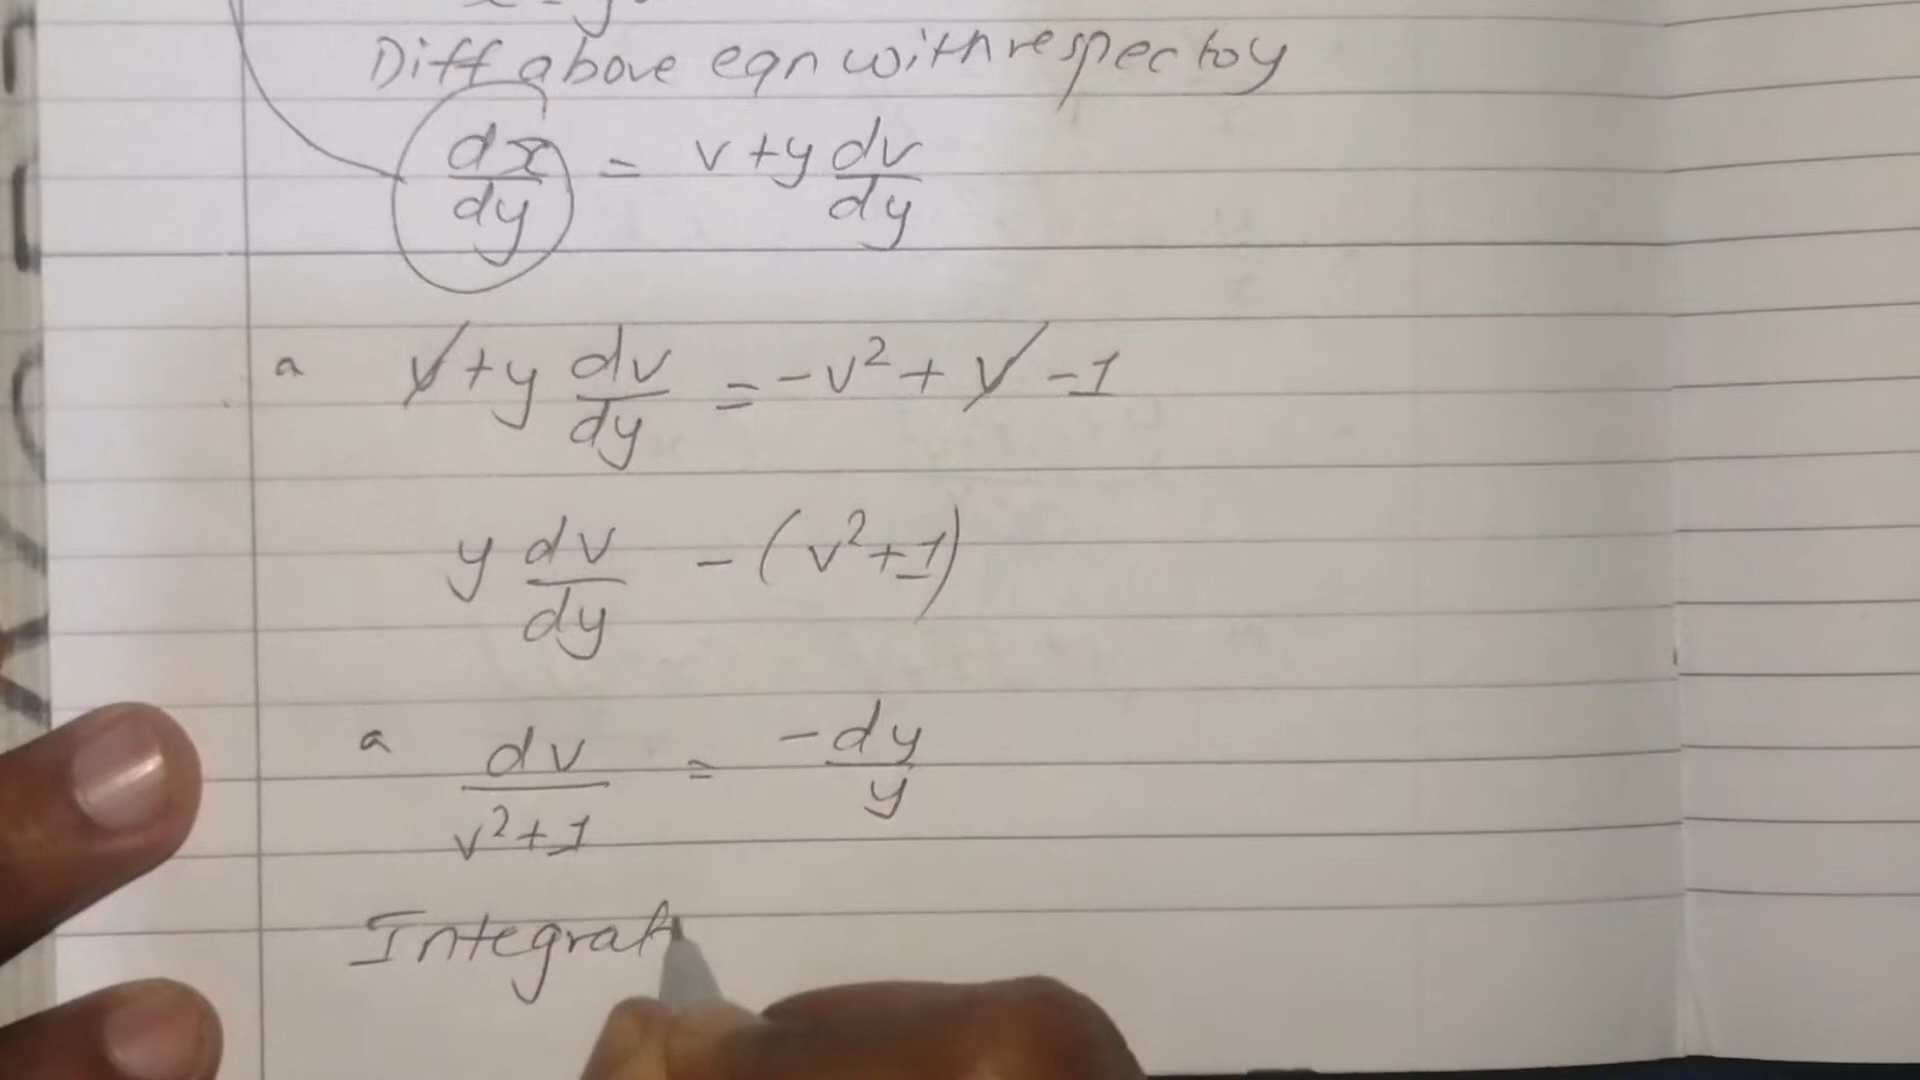 Diff above eqn with respec to y
dx/dy = v+y dv/dy
a v+y dv/dy = -v²+v-1
y dv/dy -(v²+1)
a dv/v²+1 = -dy/y
Integrat